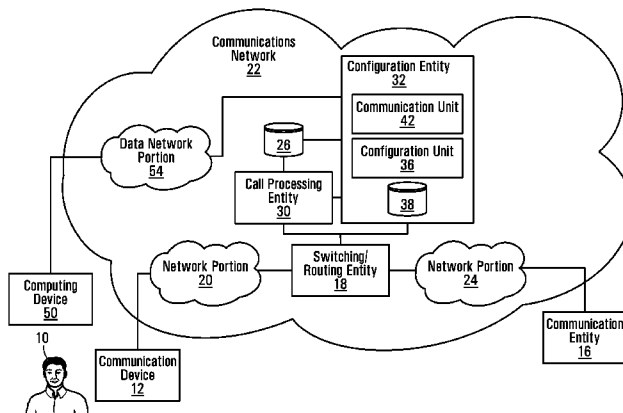 Communications
Network
22
Configuration Entity
32
Communication Unit
42
Configuration Unit
36
38
26
Data Network
Portion
54
Call Processing
Entity
30
Network Portion
20
Switching/
Routing Entity
18
Network Portion
24
Computing
Device
50
10
Communication
Device
12
Communication
Entity
16